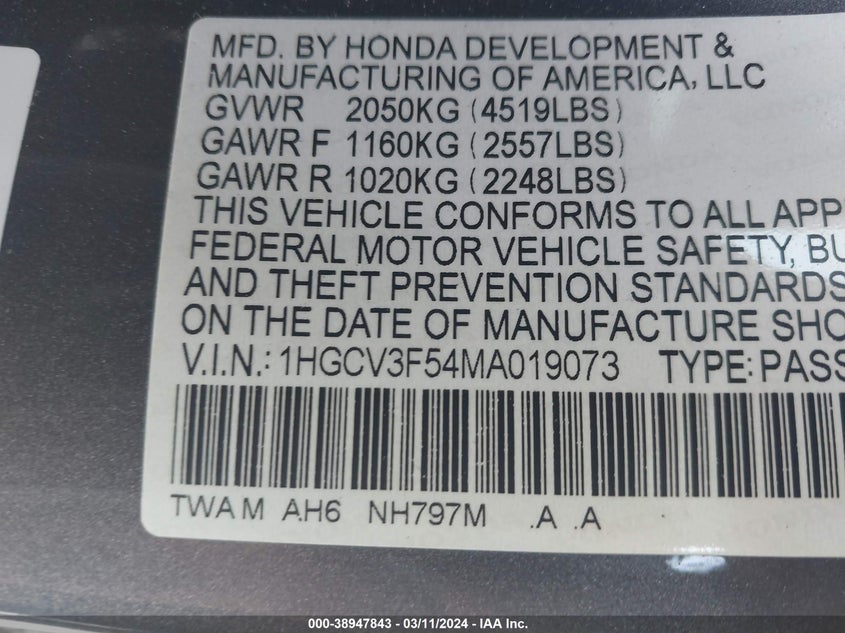 MFD. BY HONDA DEVELOPMENT &
MANUFACTURING OF AMERICA, LLC
GVWR 2050KG (4519LBS)
GAWR F 1160KG (2557LBS)
GAWR R 1020KG (2248LBS)
THIS VEHICLE CONFORMS TO ALL APP
FEDERAL MOTOR VEHICLE SAFETY, BU
AND THEFT PREVENTION STANDARDS
ON THE DATE OF MANUFACTURE SHO
V.I.N.: 1HGCV3F54MA019073 TYPE: PASS
TWA M AH6 NH797M .A .A
000-38947843 - 03/11/2024 - IAA Inc.